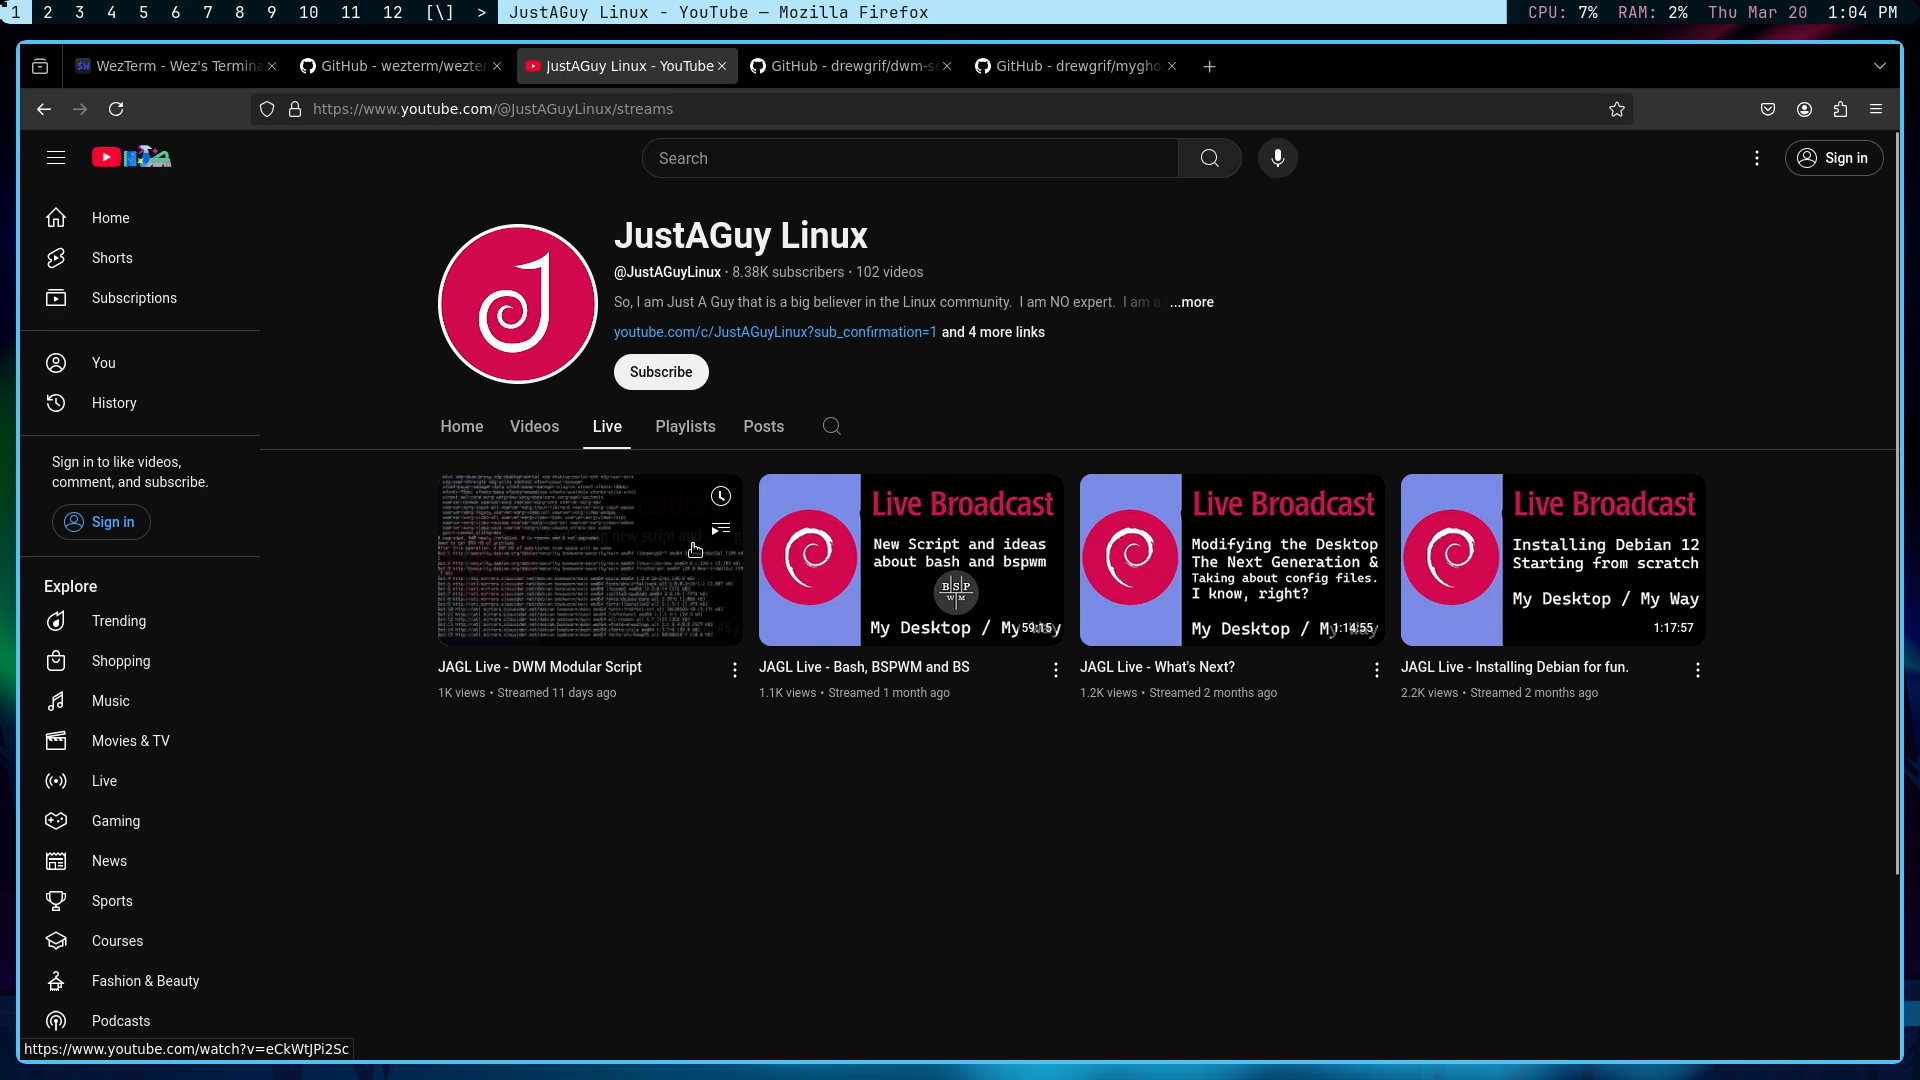 1 2 3 4 5 6 7 8 9 10 11 12 [\] > JustAGuy Linux - YouTube — Mozilla Firefox CPU: 7% RAM: 2% Thu Mar 20 1:04 PM
WezTerm - Wez's Termina GitHub - wezterm/wezte JustAGuy Linux - YouTube GitHub - drewgrif/dwm-s GitHub - drewgrif/mygho
https://www.youtube.com/@JustAGuyLinux/streams
Search
Sign in
Home
Shorts
Subscriptions
You
History
Sign in to like videos,
comment, and subscribe.
Sign in
Explore
Trending
Shopping
Music
Movies & TV
Live
Gaming
News
Sports
Courses
Fashion & Beauty
Podcasts
JustAGuy Linux
@JustAGuyLinux · 8.38K subscribers · 102 videos
So, I am Just A Guy that is a big believer in the Linux community. I am NO expert. I am a ...more
youtube.com/c/JustAGuyLinux?sub_confirmation=1 and 4 more links
Subscribe
Home Videos Live Playlists Posts
JAGL Live - DWM Modular Script
1K views • Streamed 11 days ago
Live Broadcast
New Script and ideas
about bash and bspwm
BSP
WM
My Desktop / My Way
59:15
JAGL Live - Bash, BSPWM and BS
1.1K views • Streamed 1 month ago
Live Broadcast
Modifying the Desktop
The Next Generation &
Taking about config files.
I know, right?
My Desktop / My Way
1:14:55
JAGL Live - What's Next?
1.2K views • Streamed 2 months ago
Live Broadcast
Installing Debian 12
Starting from scratch
My Desktop / My Way
1:17:57
JAGL Live - Installing Debian for fun.
2.2K views • Streamed 2 months ago
https://www.youtube.com/watch?v=eCkWtJPi2Sc